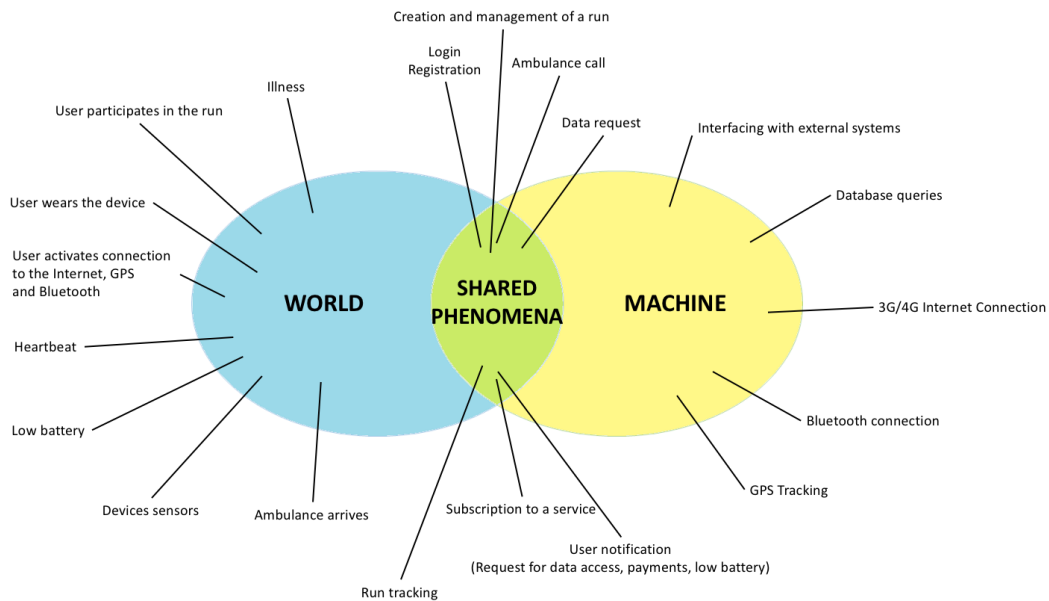 Creation and management of a run
Login
Registration
Ambulance call
Illness
User participates in the run
Data request
Interfacing with external systems
Database queries
User wears the device
User activates connection
to the Internet, GPS
and Bluetooth
WORLD
SHARED
PHENOMENA
MACHINE
3G/4G Internet Connection
Heartbeat
Low battery
Bluetooth connection
GPS Tracking
Devices sensors
Ambulance arrives
Subscription to a service
User notification
(Request for data access, payments, low battery)
Run tracking